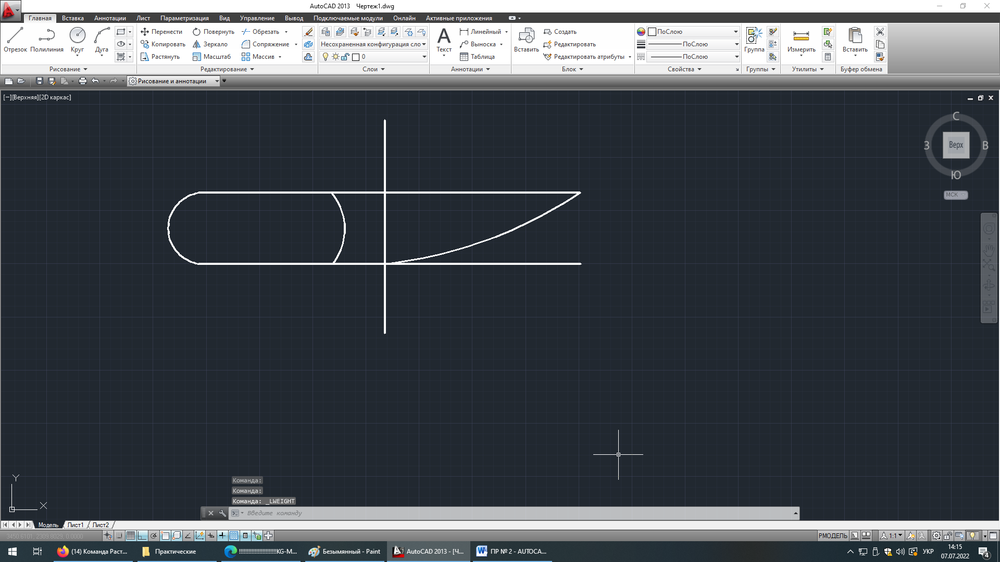 AutoCAD 2013 Чертеж1.dwg
Главная Вставка Аннотации Лист Параметризация Вид Управление Вывод Подключаемые модули Онлайн Активные приложения
Отрезок Полилиния Круг Дуга
Рисование
Перенести Повернуть Обрезать
Копировать Зеркало Сопряжение
Растянуть Масштаб Массив
Редактирование
Несохраненная конфигурация сло
0
Слои
Текст
Линейный
Выноска
Таблица
Аннотации
Вставить
Создать
Редактировать
Редактировать атрибуты
Блок
ПоСлою
ПоСлою
ПоСлою
Свойства
Группа
Группы
Измерить
Утилиты
Вставить
Буфер обмена
Рисование и аннотации
[−][Верхняя][2D каркас]
С
З Верх В
Ю
МСК
Y
X
Команда:
Команда:
Команда: _LWEIGHT
Введите команду
Модель Лист1 Лист2
3450.6101, 2309.6029, 0.0000
РМОДЕЛЬ 1:1
(14) Команда Раст... Практические !!!!!!!!!!!!!!!!!!!!!!!!!KG-M... Безымянный - Paint AutoCAD 2013 - [Ч... ПР № 2 - AUTOCA... УКР 14:15
07.07.2022 4